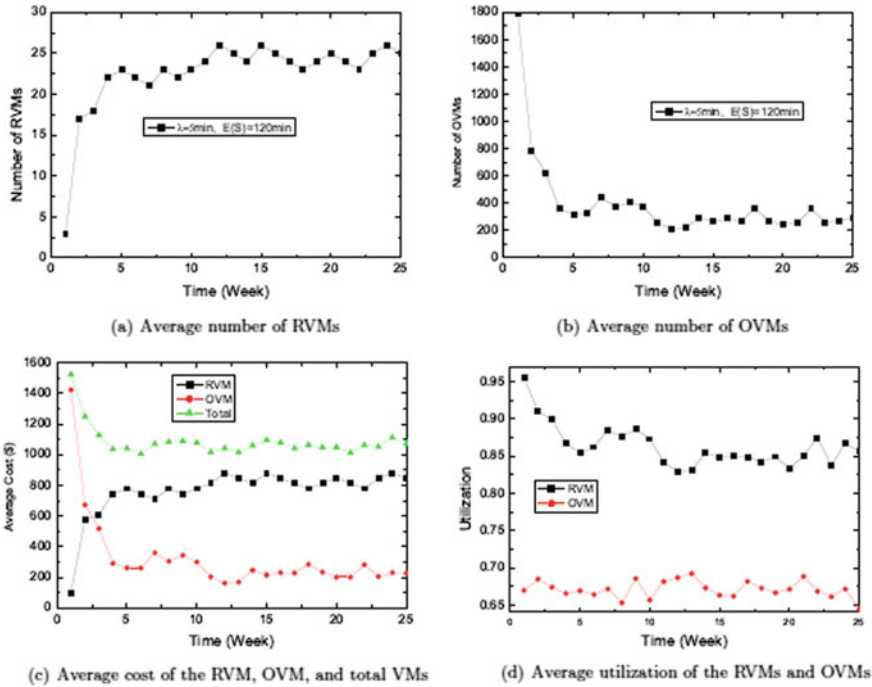 30
25
20
15
10
5
0
Number of RVMs
λ=5min、E(S)=120min
0 5 10 15 20 25
Time (Week)
(a) Average number of RVMs
1800
1600
1400
1200
1000
800
600
400
200
0
Number of OVMs
λ=5min、E(S)=120min
0 5 10 15 20 25
Time (Week)
(b) Average number of OVMs
1600
1400
1200
1000
800
600
400
200
0
Average Cost ($)
RVM
OVM
Total
0 5 10 15 20 25
Time (Week)
(c) Average cost of the RVM, OVM, and total VMs
0.95
0.90
0.85
0.80
0.75
0.70
0.65
Utilization
RVM
OVM
0 5 10 15 20 25
Time (Week)
(d) Average utilization of the RVMs and OVMs